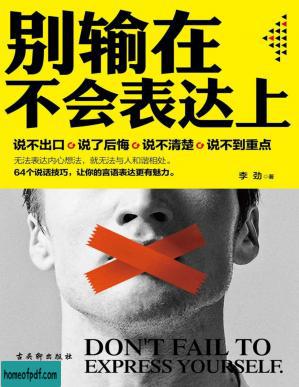 别输在
不会表达上
说不出口 说了后悔 说不清楚 说不到重点
无法表达内心想法，就无法与人和谐相处。
64个说话技巧，让你的言语表达更有魅力。
李 劲 著
DON'T FAIL TO
EXPRESS YOURSELF.
古吴轩出版社
homeofpdf.com